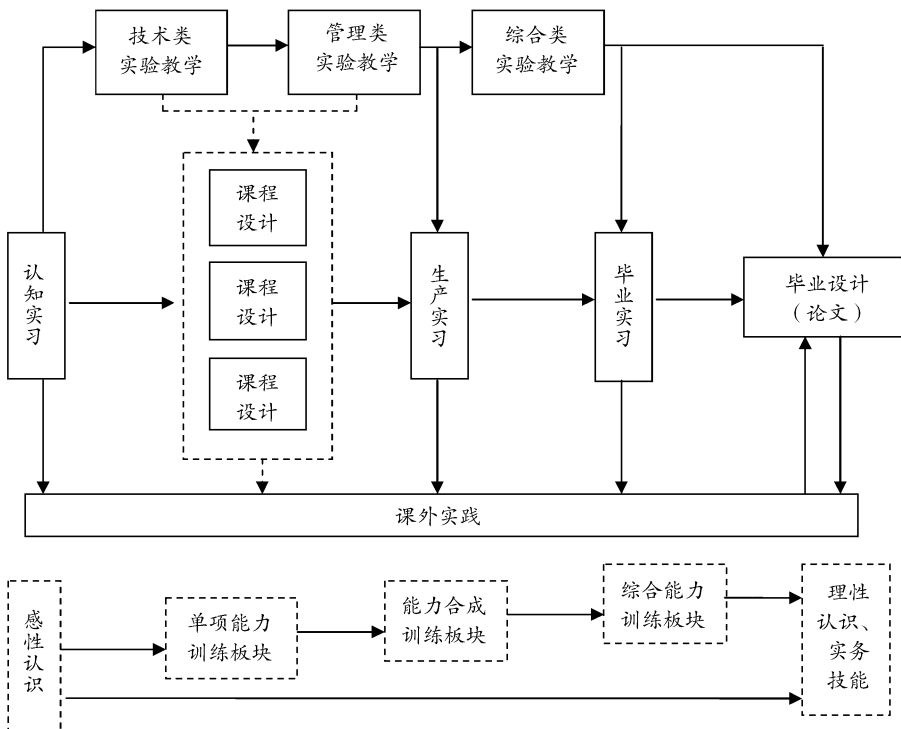 技术类
实验教学
管理类
实验教学
综合类
实验教学
认知实习
课程
设计
课程
设计
课程
设计
生产实习
毕业实习
毕业设计
（论文）
课外实践
感性认识
单项能力
训练板块
能力合成
训练板块
综合能力
训练板块
理性
认识、
实务
技能